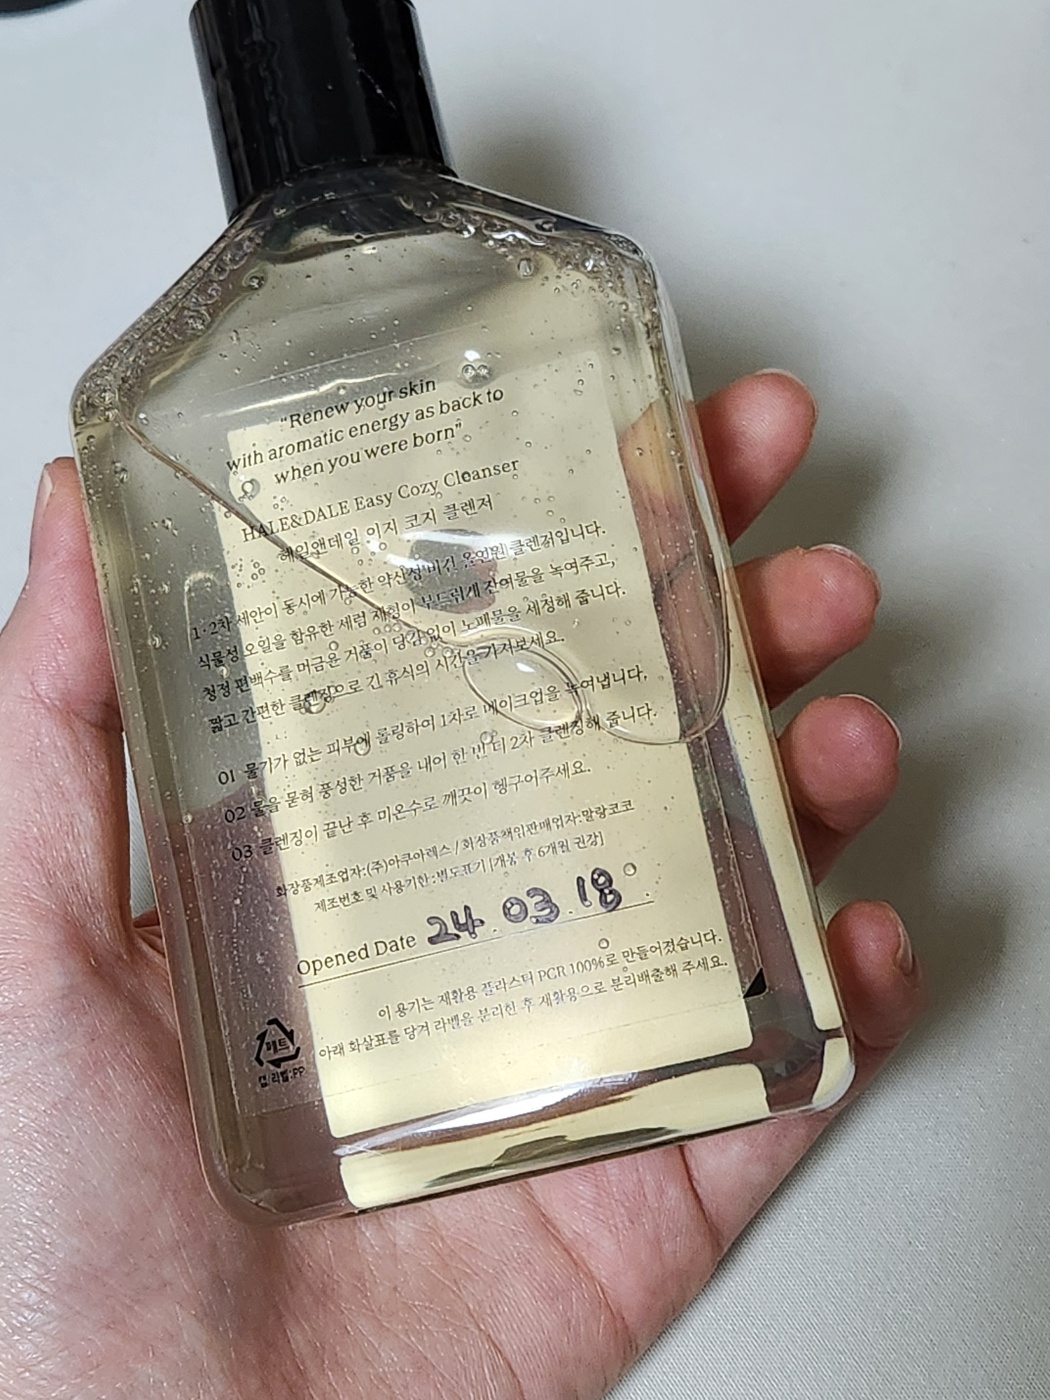 “Renew your skin
with aromatic energy as back to
when you were born”
HALE&DALE Easy Cozy Cleanser
헤일앤데일 이지 코지 클렌저
1·2차 세안이 동시에 가능한 약산성 비건 올인원 클렌저입니다.
식물성 오일을 함유한 세럼 제형이 부드럽게 잔여물을 녹여주고,
청정 편백수를 머금은 거품이 당김 없이 노폐물을 세정해 줍니다.
짧고 간편한 클렌징으로 긴 휴식의 시간을 가져보세요.
01 물기가 없는 피부에 롤링하여 1차로 메이크업을 녹여냅니다,
02 물을 묻혀 풍성한 거품을 내어 한 번 더 2차 클렌징해 줍니다.
03 클렌징이 끝난 후 미온수로 깨끗이 헹구어주세요.
화장품제조업자:(주)아쿠아렉스 / 화장품책임판매업자:말랑코코
제조번호 및 사용기한 : 별도표기 [개봉 후 6개월 권장]
Opened Date 24. 03. 18.
이 용기는 재활용 플라스틱 PCR 100%로 만들어졌습니다.
아래 화살표를 당겨 라벨을 분리한 후 재활용으로 분리배출해 주세요.
페트
캡/라벨:PP